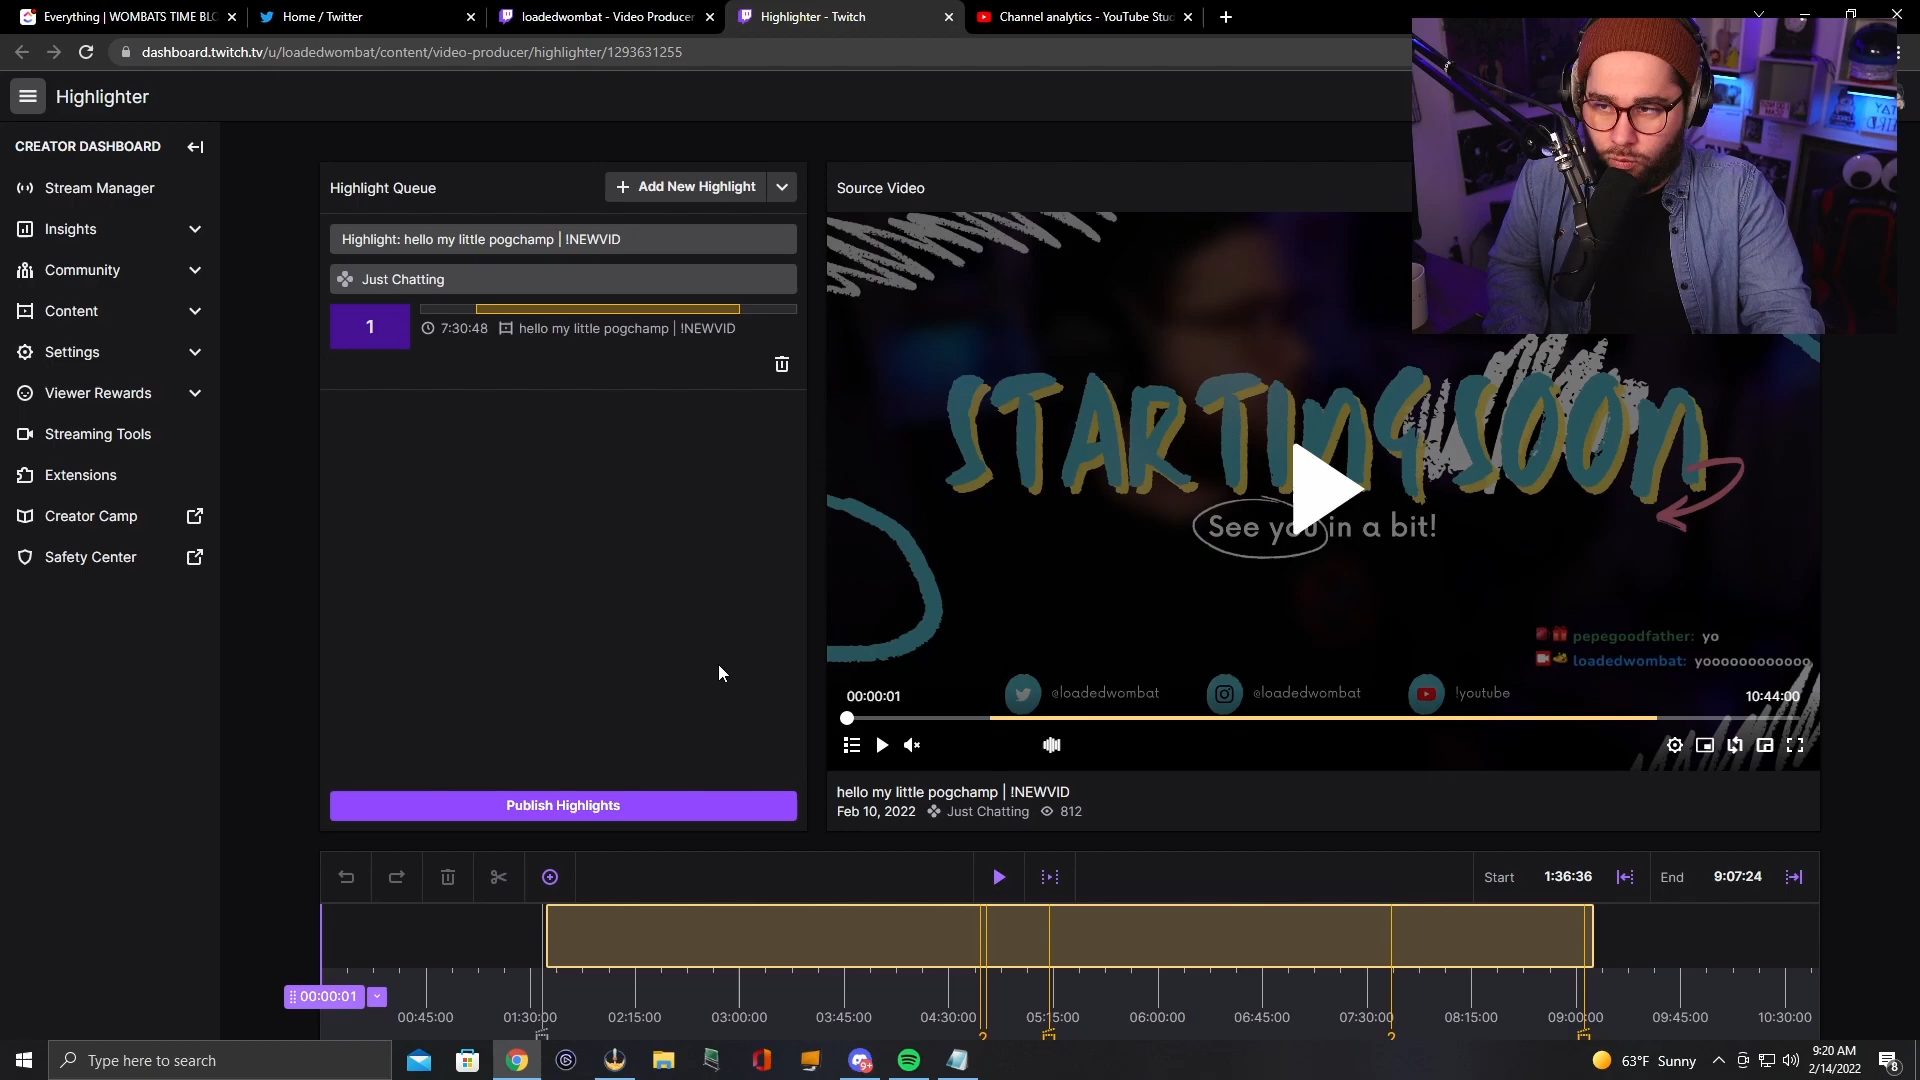 Everything | WOMBATS TIME BLO
Home / Twitter
loadedwombat - Video Producer
Highlighter - Twitch
Channel analytics - YouTube Stud
dashboard.twitch.tv/u/loadedwombat/content/video-producer/highlighter/1293631255
Highlighter
CREATOR DASHBOARD
Stream Manager
Insights
Community
Content
Settings
Viewer Rewards
Streaming Tools
Extensions
Creator Camp
Safety Center
Highlight Queue
Add New Highlight
Highlight: hello my little pogchamp | !NEWVID
Just Chatting
1
7:30:48 hello my little pogchamp | !NEWVID
Publish Highlights
Source Video
STARTING SOON
See you in a bit!
pepegoodfather: yo
loadedwombat: yoooooooooooo
@loadedwombat
@loadedwombat
!youtube
00:00:01
10:44:00
hello my little pogchamp | !NEWVID
Feb 10, 2022 Just Chatting 812
Start 1:36:36
End 9:07:24
00:00:01
00:45:00 01:30:00 02:15:00 03:00:00 03:45:00 04:30:00 05:15:00 06:00:00 06:45:00 07:30:00 08:15:00 09:00:00 09:45:00 10:30:00
Type here to search
9+
63°F Sunny
9:20 AM
2/14/2022
8